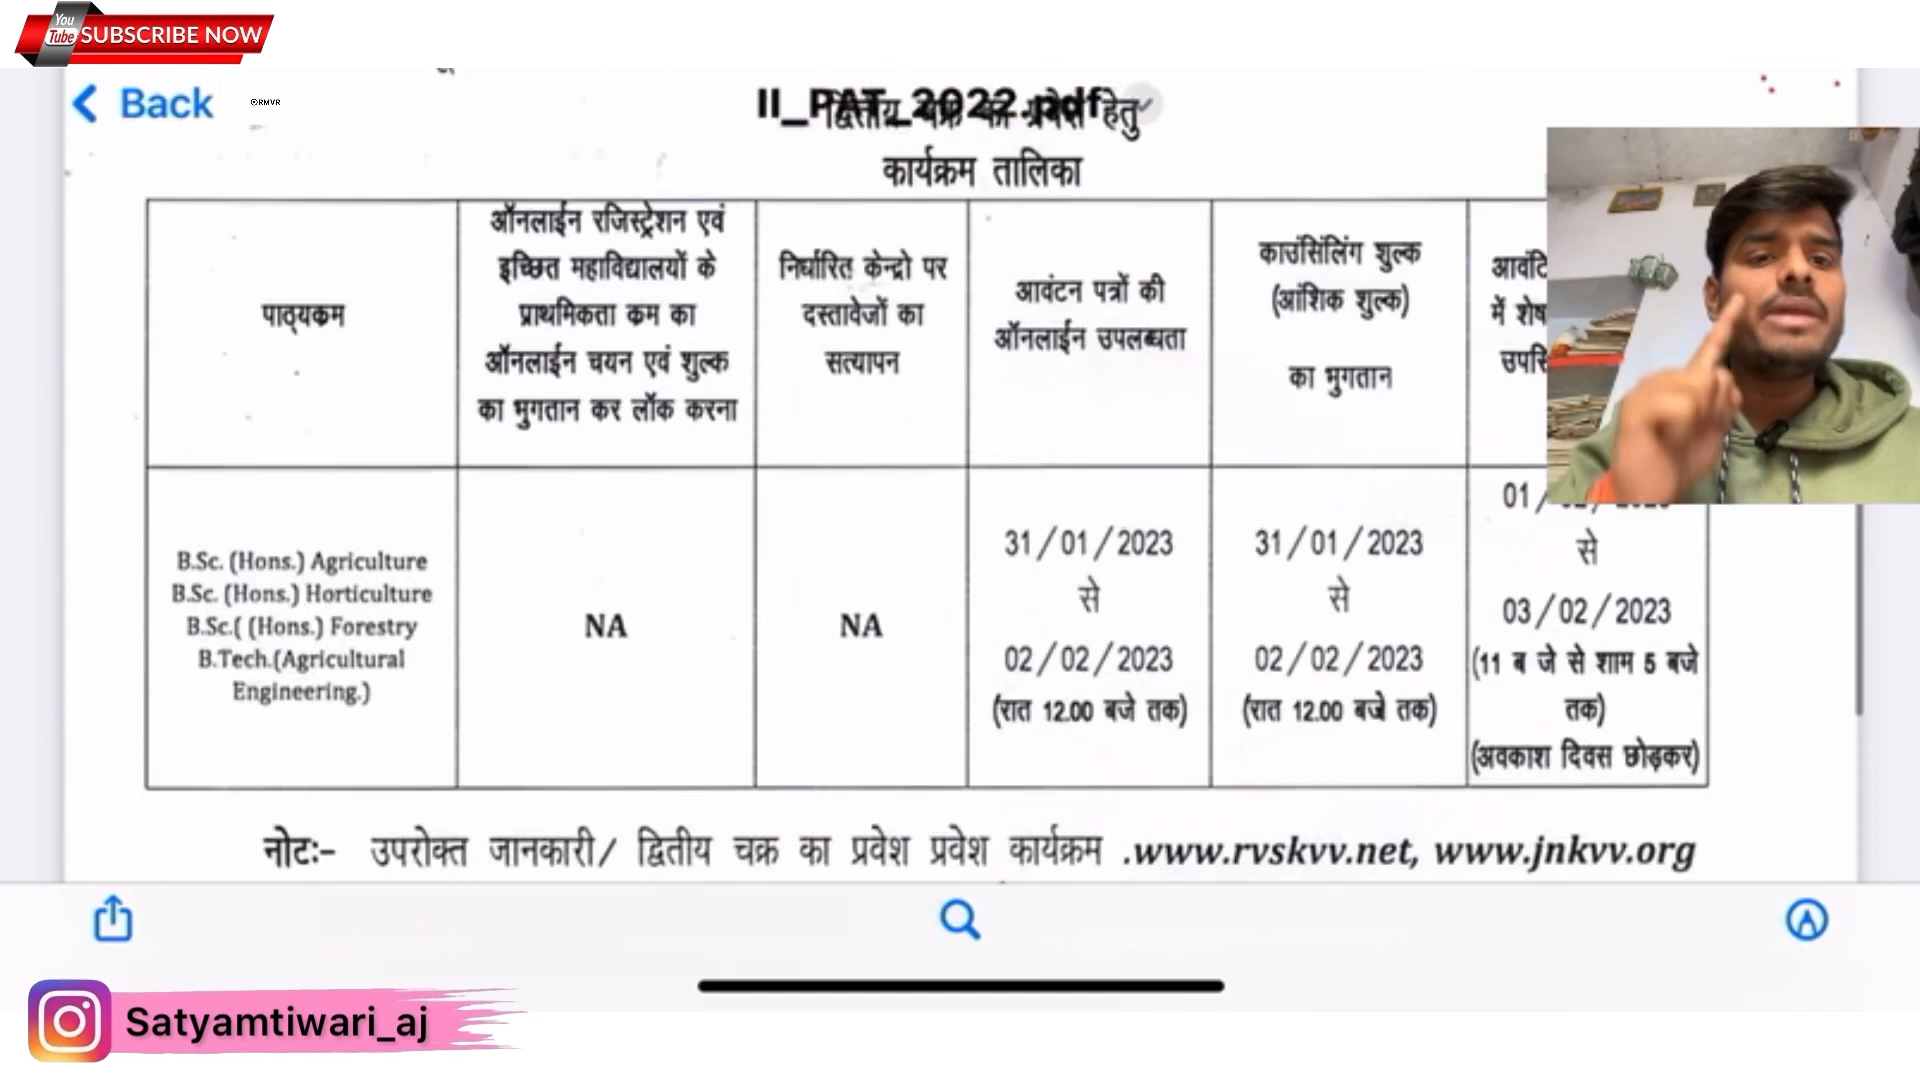 You
Tube SUBSCRIBE NOW
Back
RMVR
II_PAT_2022.pdf
द्वितीय चक्र का प्रवेश हेतु
कार्यक्रम तालिका
पाठ्यकम
ऑनलाईन रजिस्ट्रेशन एवं
इच्छित महाविद्यालयों के
प्राथमिकता कम का
ऑनलाईन चयन एवं शुल्क
का भुगतान कर लॉक करना
निर्धारित केन्द्रो पर
दस्तावेजों का
सत्यापन
आवंटन पत्रों की
ऑनलाईन उपलब्धता
काउंसिंलिंग शुल्क
(आंशिक शुल्क)
का भुगतान
में शेष
B.Sc. (Hons.) Agriculture
B.Sc. (Hons.) Horticulture
B.Sc.( (Hons.) Forestry
B.Tech.(Agricultural
Engineering.)
NA
NA
31/01/2023
से
02/02/2023
(रात 12.00 बजे तक)
31/01/2023
से
02/02/2023
(रात 12.00 बजे तक)
01/
से
03/02/2023
(11 ब जे से शाम 5 बजे
तक)
(अवकाश दिवस छोड़कर)
नोटः- उपरोक्त जानकारी/ द्वितीय चक्र का प्रवेश प्रवेश कार्यक्रम .www.rvskvv.net, www.jnkvv.org
Satyamtiwari_aj